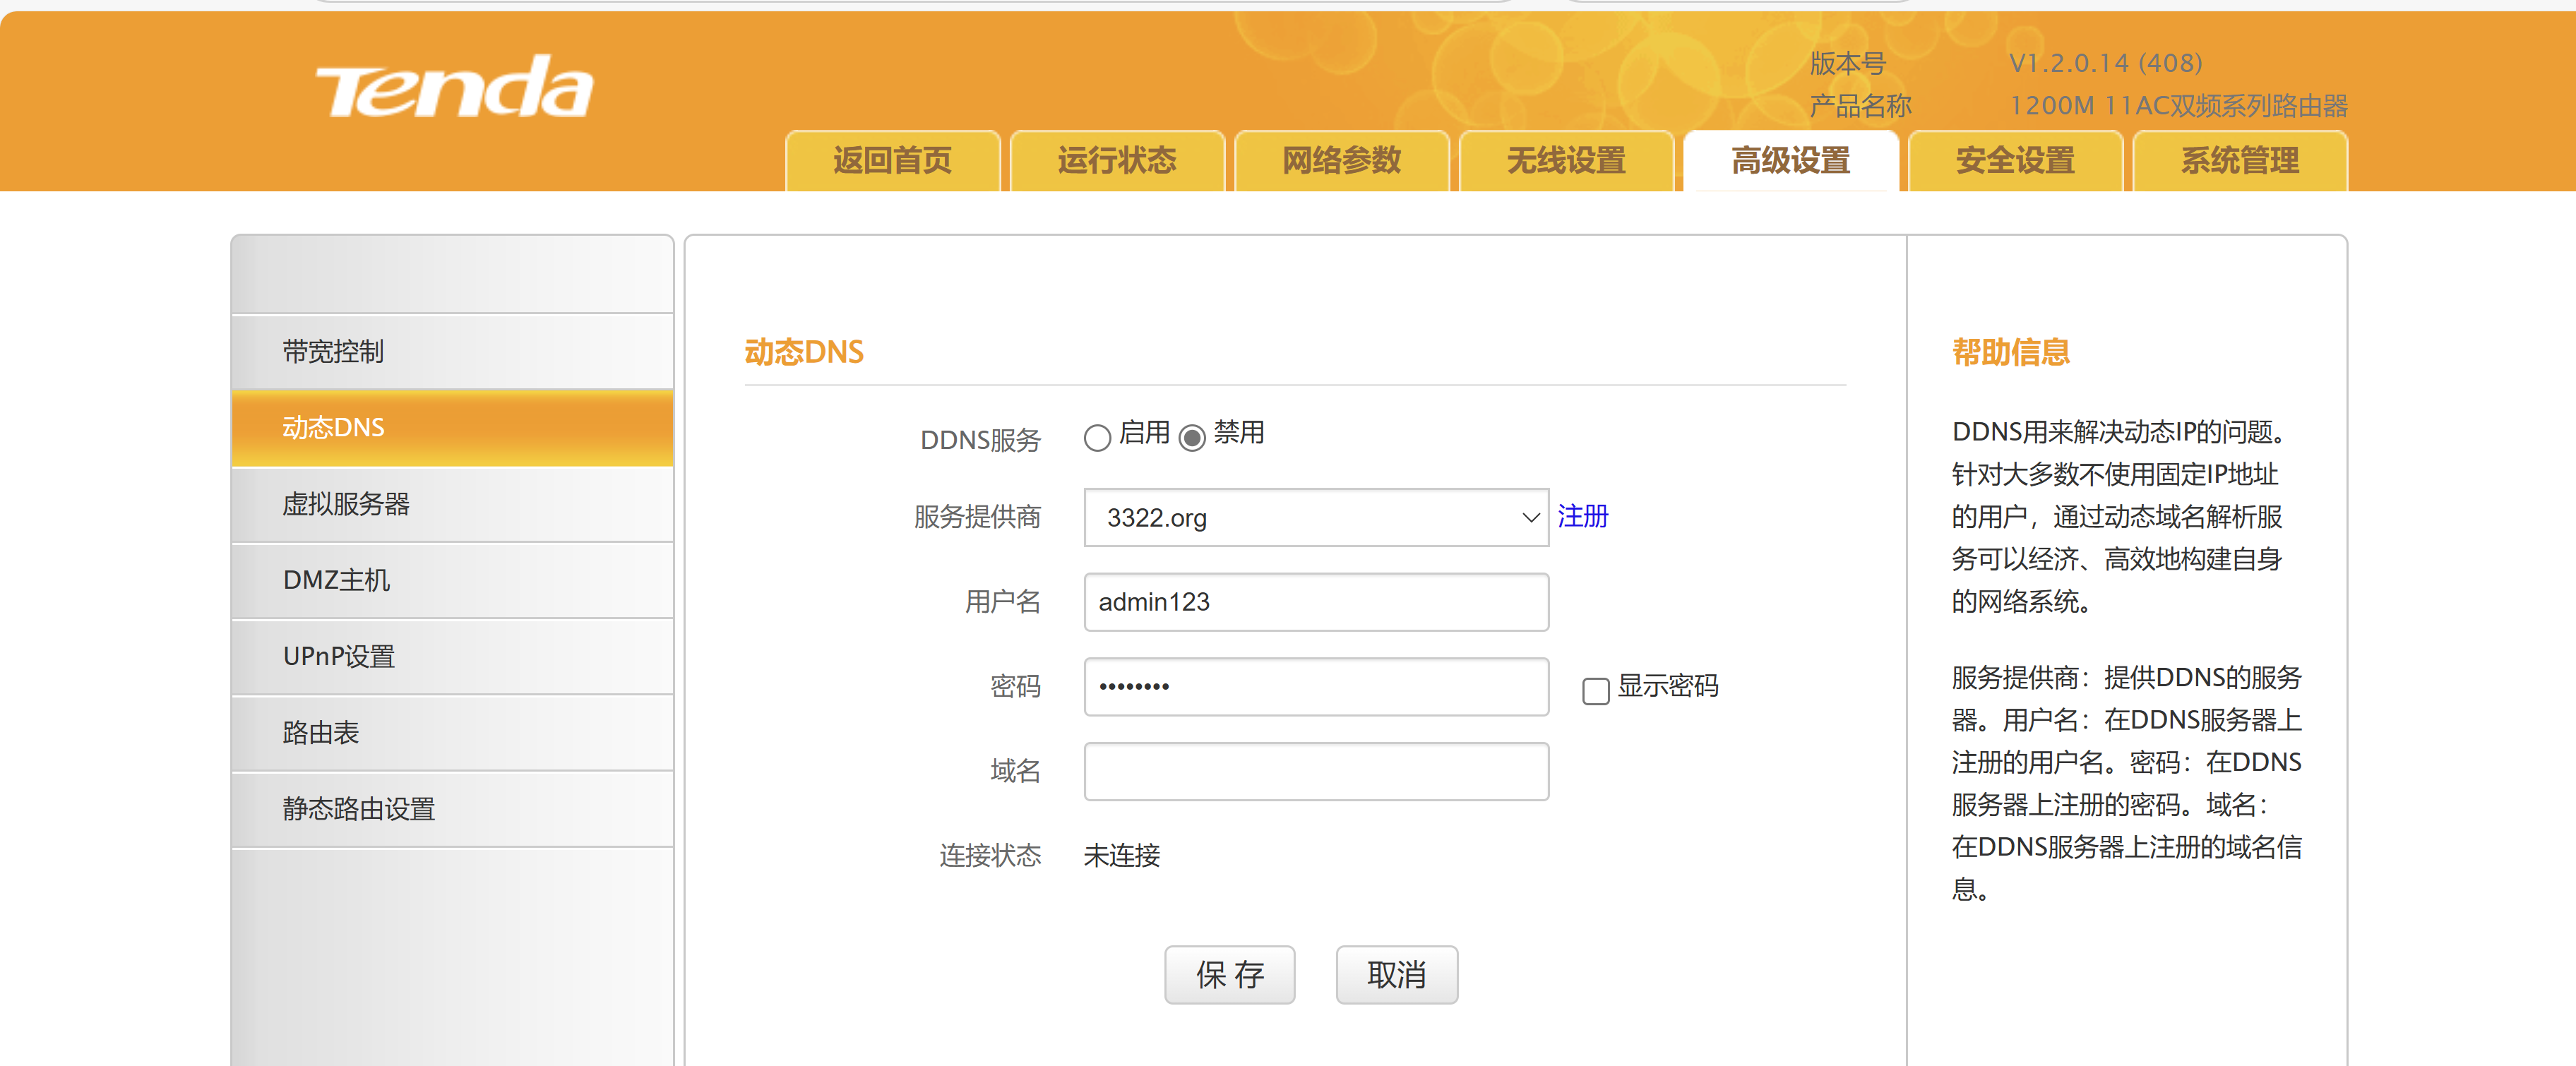 Tenda
版本号 V1.2.0.14 (408)
产品名称 1200M 11AC双频系列路由器
返回首页 运行状态 网络参数 无线设置 高级设置 安全设置 系统管理
带宽控制
动态DNS
虚拟服务器
DMZ主机
UPnP设置
路由表
静态路由设置
动态DNS
DDNS服务 启用 禁用
服务提供商 3322.org 注册
用户名 admin123
密码 •••••••• 显示密码
域名
连接状态 未连接
保 存 取消
帮助信息
DDNS用来解决动态IP的问题。
针对大多数不使用固定IP地址
的用户，通过动态域名解析服
务可以经济、高效地构建自身
的网络系统。
服务提供商：提供DDNS的服务
器。用户名：在DDNS服务器上
注册的用户名。密码：在DDNS
服务器上注册的密码。域名：
在DDNS服务器上注册的域名信
息。